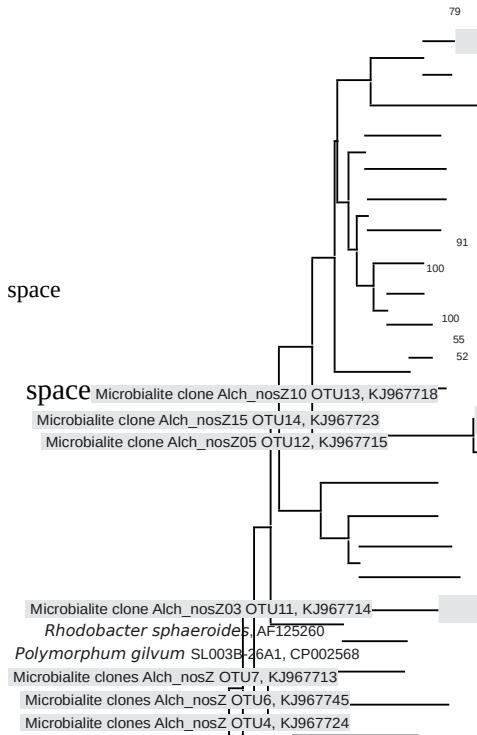 79
91
100
space
100
55
52
space Microbialite clone Alch_nosZ10 OTU13, KJ967718
Microbialite clone Alch_nosZ15 OTU14, KJ967723
Microbialite clone Alch_nosZ05 OTU12, KJ967715
Microbialite clone Alch_nosZ03 OTU11, KJ967714
Rhodobacter sphaeroides, AF125260
Polymorphum gilvum SL003B-26A1, CP002568
Microbialite clones Alch_nosZ OTU7, KJ967713
Microbialite clones Alch_nosZ OTU6, KJ967745
Microbialite clones Alch_nosZ OTU4, KJ967724